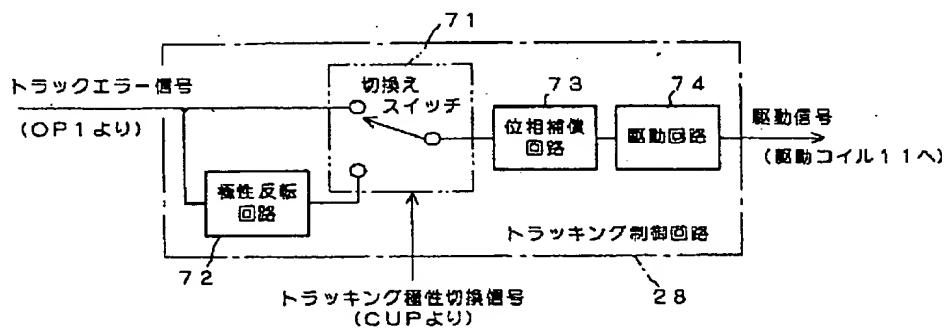 71
トラックエラー信号
(OP1より)
切換え
スイッチ
73
位相補償
回路
74
駆動回路
駆動信号
(駆動コイル11へ)
極性反転
回路
72
トラッキング制御回路
28
トラッキング極性切換信号
(CUPより)